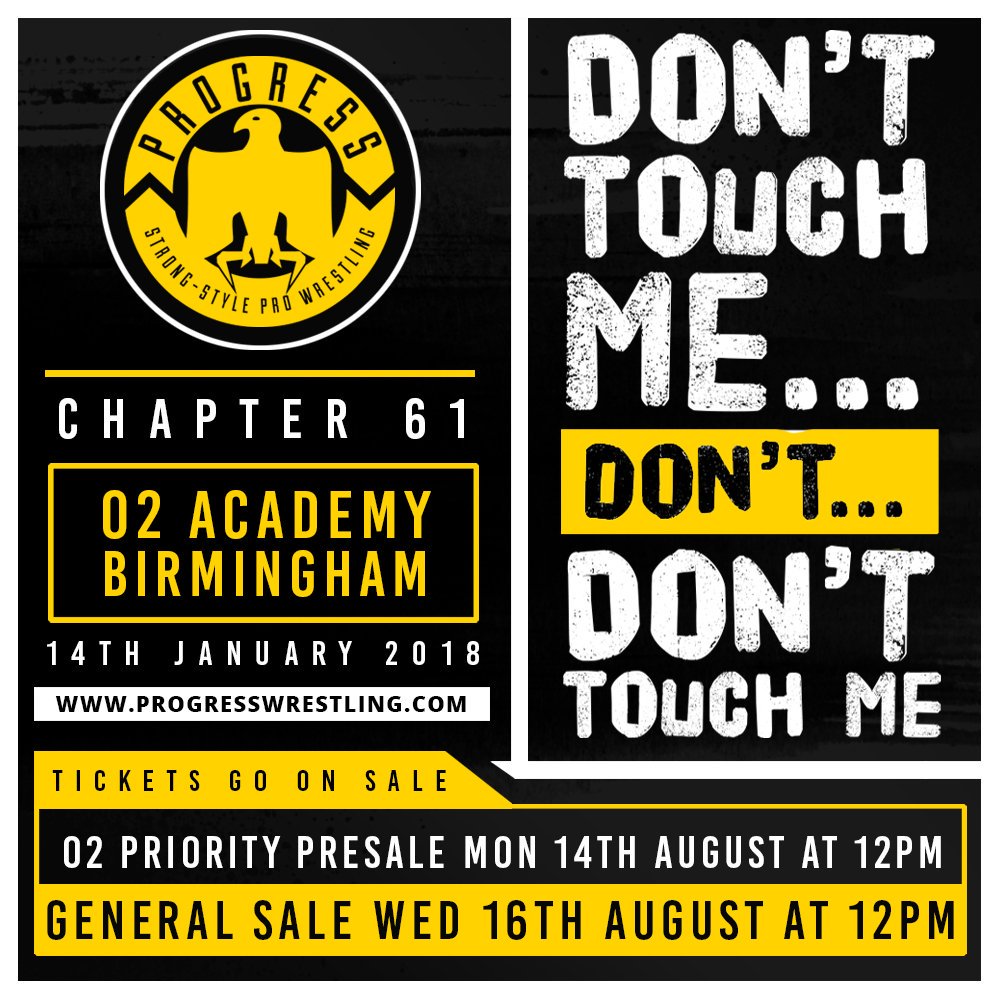 PROGRESS
STRONG-STYLE PRO WRESTLING
CHAPTER 61
O2 ACADEMY
BIRMINGHAM
14TH JANUARY 2018
WWW.PROGRESSWRESTLING.COM
DON'T
TOUCH
ME...
DON'T...
DON'T
TOUCH ME
TICKETS GO ON SALE
O2 PRIORITY PRESALE MON 14TH AUGUST AT 12PM
GENERAL SALE WED 16TH AUGUST AT 12PM